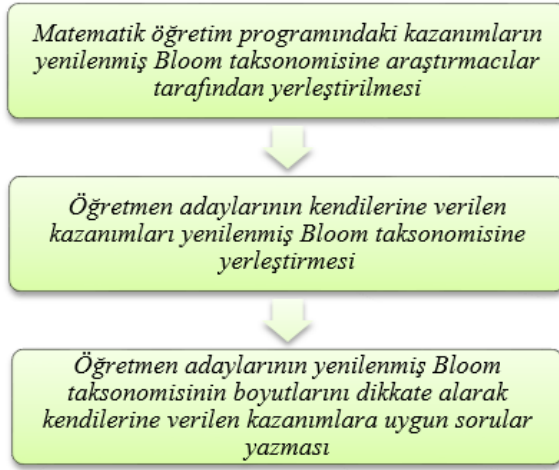 Matematik öğretim programındaki kazanımların
yenilenmiş Bloom taksonomisine araştırmacılar
tarafından yerleştirilmesi
Öğretmen adaylarının kendilerine verilen
kazanımları yenilenmiş Bloom taksonomisine
yerleştirmesi
Öğretmen adaylarının yenilenmiş Bloom
taksonomisinin boyutlarını dikkate alarak
kendilerine verilen kazanımlara uygun sorular
yazması